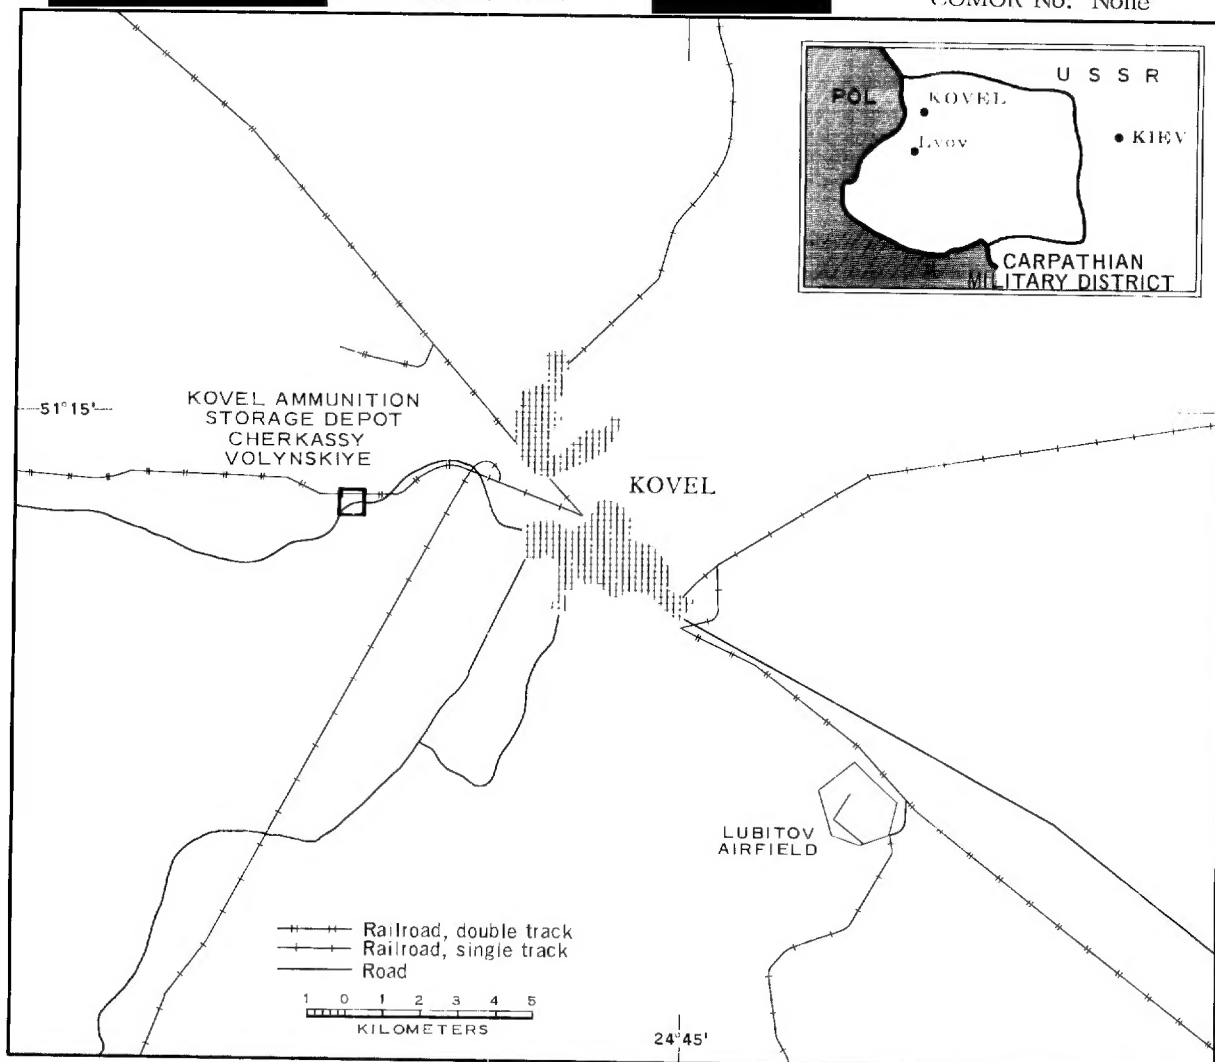 COMOR No. None
U S S R
POL
KOVEL
KIEV
Lvov
CARPATHIAN
MILITARY DISTRICT
51°15'
KOVEL AMMUNITION
STORAGE DEPOT
CHERKASSY
VOLYNSKIYE
KOVEL
LUBITOV
AIRFIELD
Railroad, double track
Railroad, single track
Road
1 0 1 2 3 4 5
KILOMETERS
24°45'